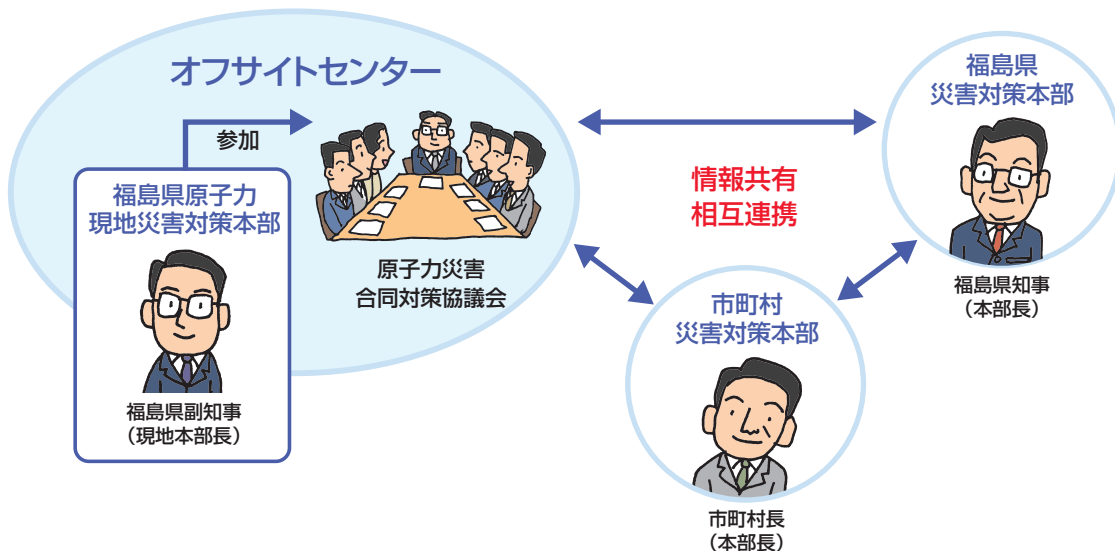 オフサイトセンター
参加
福島県原子力
現地災害対策本部
福島県副知事
（現地本部長）
原子力災害
合同対策協議会
情報共有
相互連携
福島県
災害対策本部
福島県知事
（本部長）
市町村
災害対策本部
市町村長
（本部長）